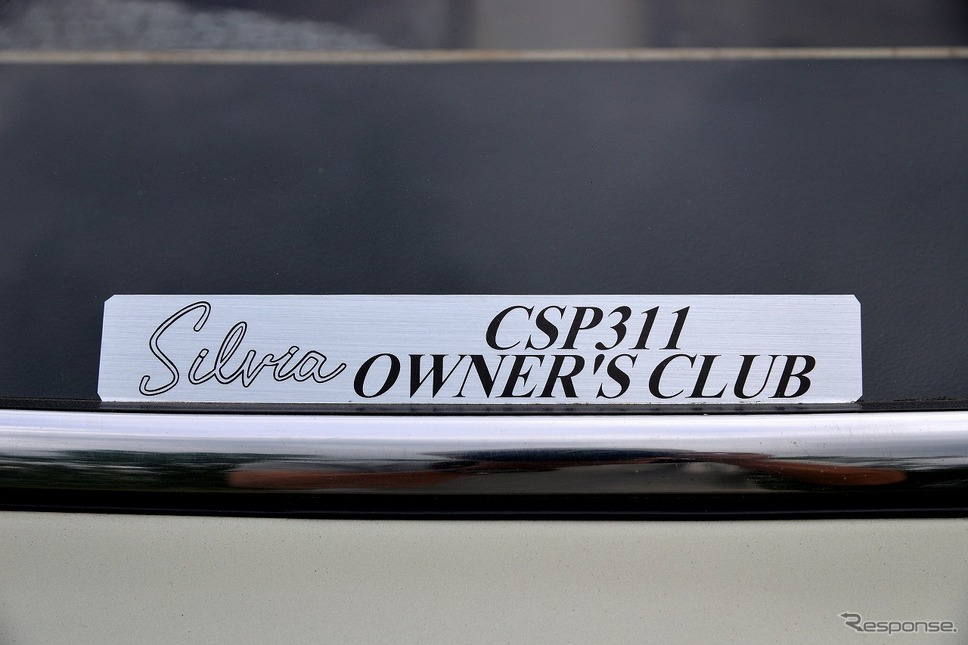 Silvia CSP311
OWNER'S CLUB
Response.